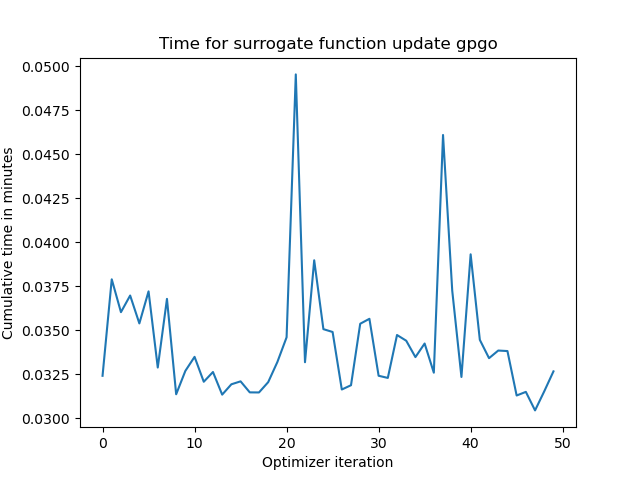 Time for surrogate function update gpgo
Cumulative time in minutes
0.0500
0.0475
0.0450
0.0425
0.0400
0.0375
0.0350
0.0325
0.0300
0 10 20 30 40 50
Optimizer iteration